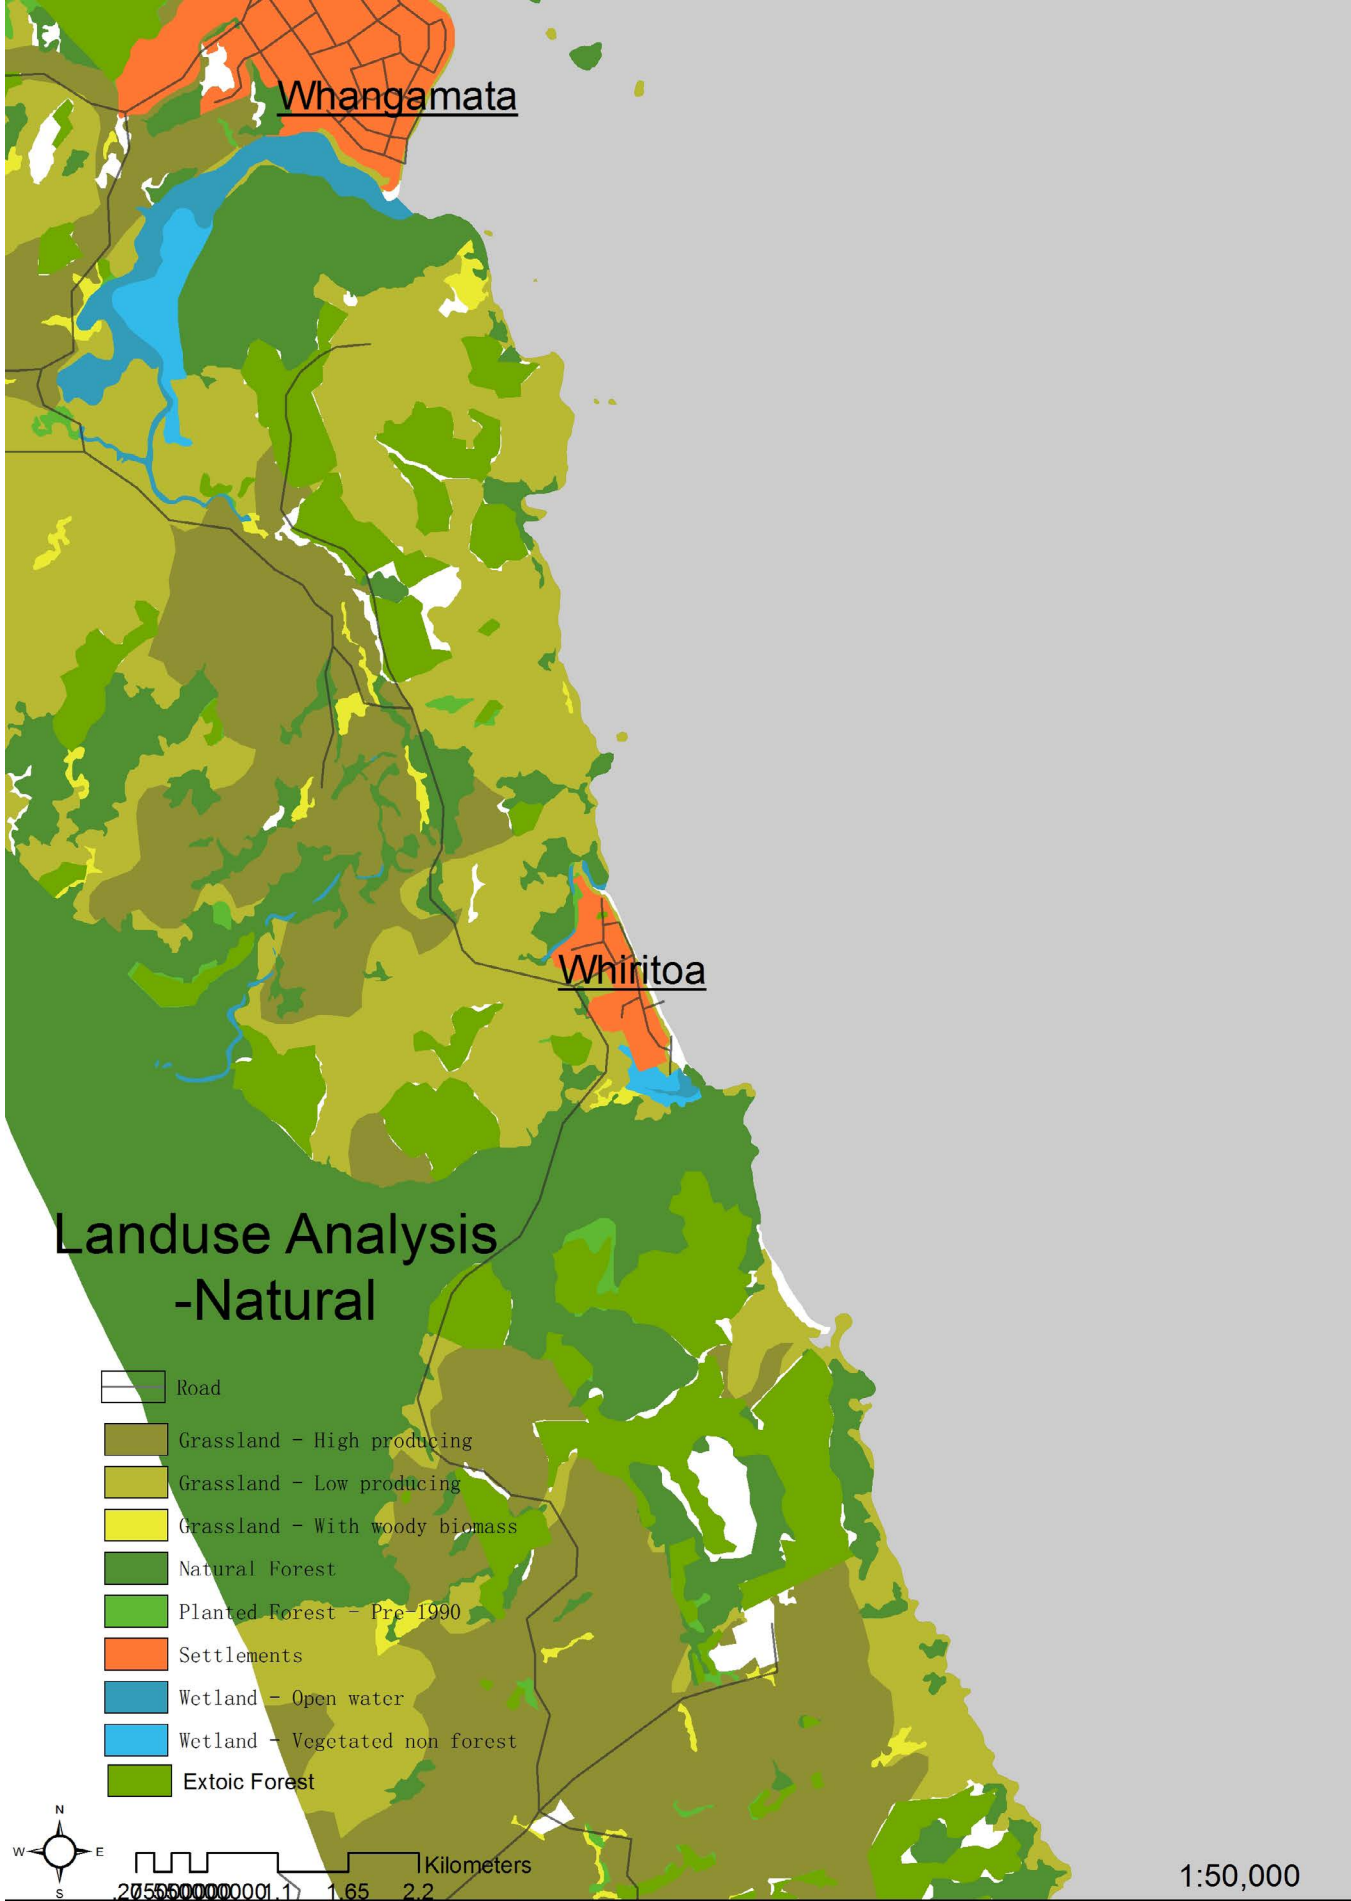 Whangamata
Whiritoa
Landuse Analysis
-Natural
Road
Grassland - High producing
Grassland - Low producing
Grassland - With woody biomass
Natural Forest
Planted Forest - Pre-1990
Settlements
Wetland - Open water
Wetland - Vegetated non forest
Extoic Forest
N
W E
S
Kilometers
1.1 1.65 2.2
1:50,000